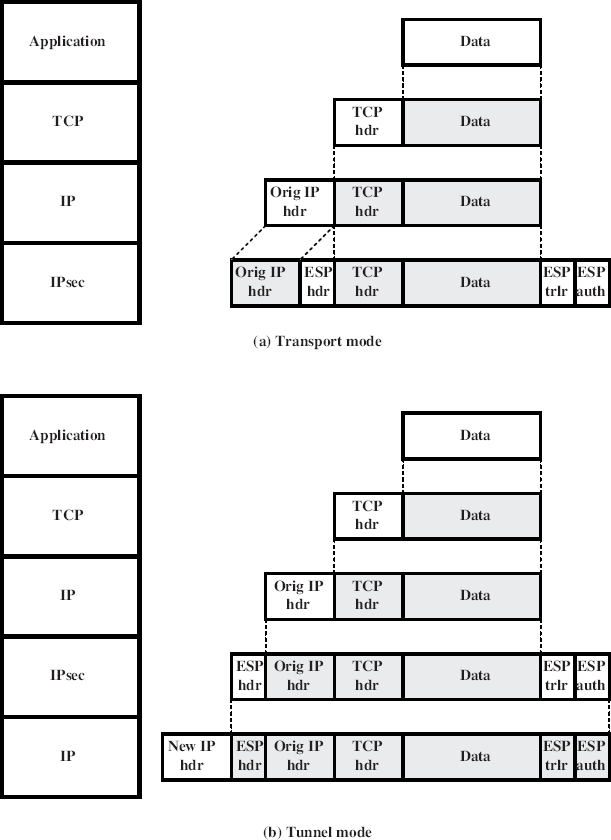 Application
Data
TCP
TCP
hdr
Data
IP
Orig IP
hdr
TCP
hdr
Data
IPsec
Orig IP
hdr
ESP
hdr
TCP
hdr
Data
ESP
trlr
ESP
auth
(a) Transport mode
Application
Data
TCP
TCP
hdr
Data
IP
Orig IP
hdr
TCP
hdr
Data
IPsec
ESP
hdr
Orig IP
hdr
TCP
hdr
Data
ESP
trlr
ESP
auth
IP
New IP
hdr
ESP
hdr
Orig IP
hdr
TCP
hdr
Data
ESP
trlr
ESP
auth
(b) Tunnel mode